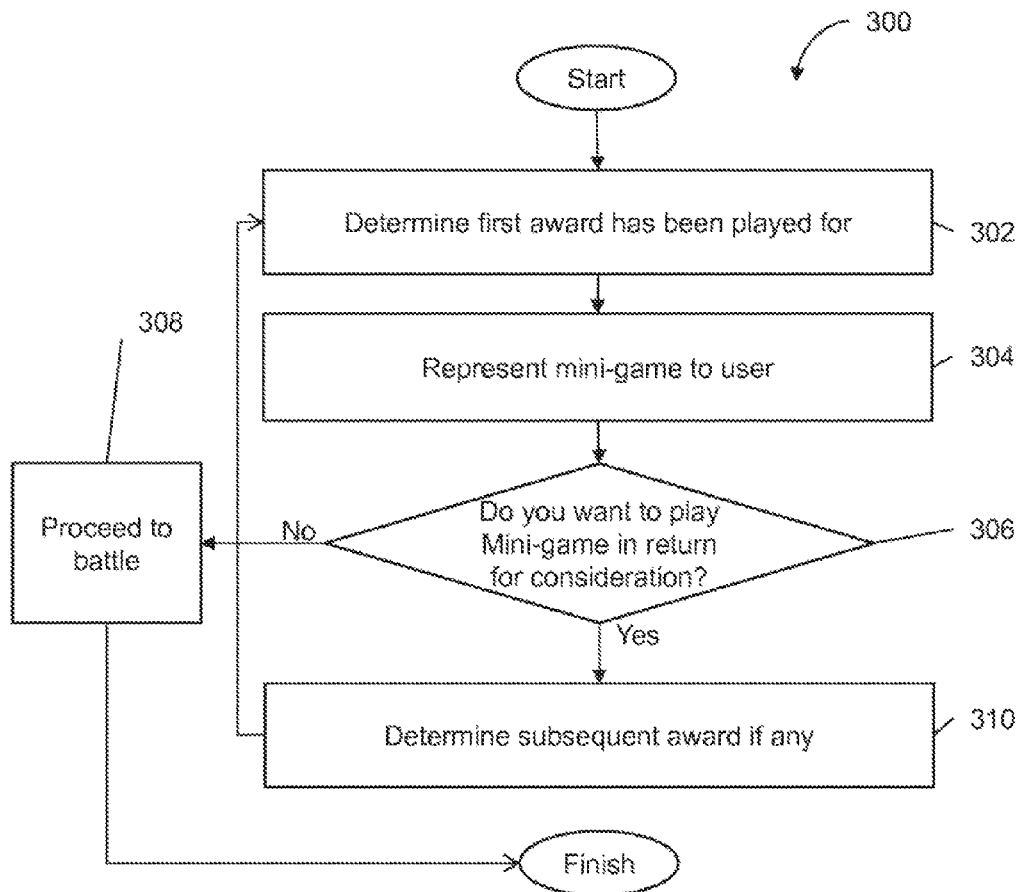 300
Start
Determine first award has been played for
302
308
Represent mini-game to user
304
Proceed to
battle
No
Do you want to play
Mini-game in return
for consideration?
306
Yes
Determine subsequent award if any
310
Finish